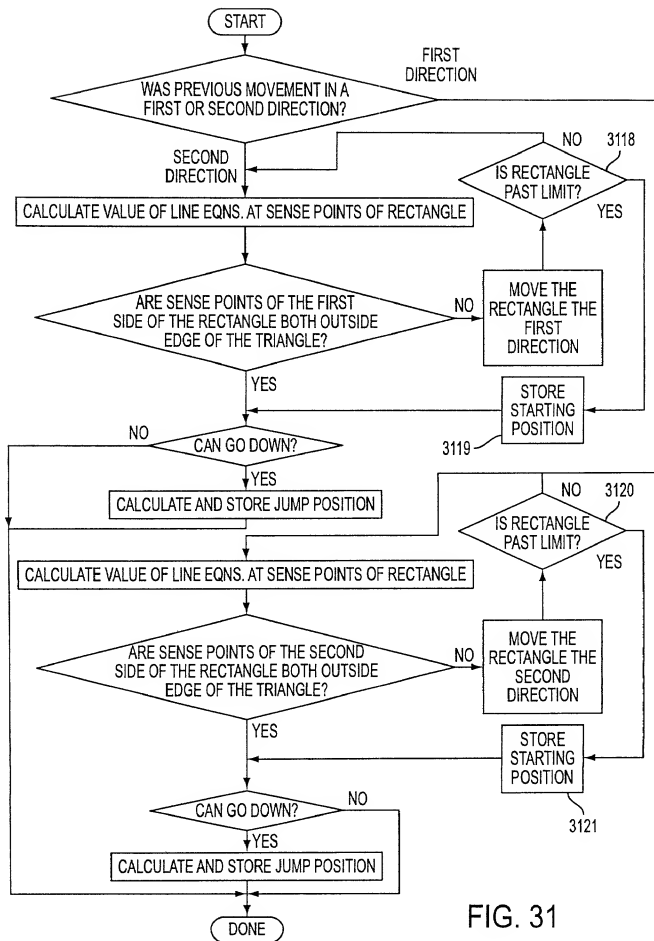 START
FIRST
DIRECTION
WAS PREVIOUS MOVEMENT IN A
FIRST OR SECOND DIRECTION?
SECOND
DIRECTION
NO
3118
IS RECTANGLE
PAST LIMIT?
YES
CALCULATE VALUE OF LINE EQNS. AT SENSE POINTS OF RECTANGLE
ARE SENSE POINTS OF THE FIRST
SIDE OF THE RECTANGLE BOTH OUTSIDE
EDGE OF THE TRIANGLE?
NO
MOVE THE
RECTANGLE THE
FIRST
DIRECTION
YES
STORE
STARTING
POSITION
3119
NO
CAN GO DOWN?
YES
CALCULATE AND STORE JUMP POSITION
NO
3120
IS RECTANGLE
PAST LIMIT?
YES
CALCULATE VALUE OF LINE EQNS. AT SENSE POINTS OF RECTANGLE
ARE SENSE POINTS OF THE SECOND
SIDE OF THE RECTANGLE BOTH OUTSIDE
EDGE OF THE TRIANGLE?
NO
MOVE THE
RECTANGLE THE
SECOND
DIRECTION
YES
STORE
STARTING
POSITION
3121
CAN GO DOWN?
NO
YES
CALCULATE AND STORE JUMP POSITION
DONE
FIG. 31